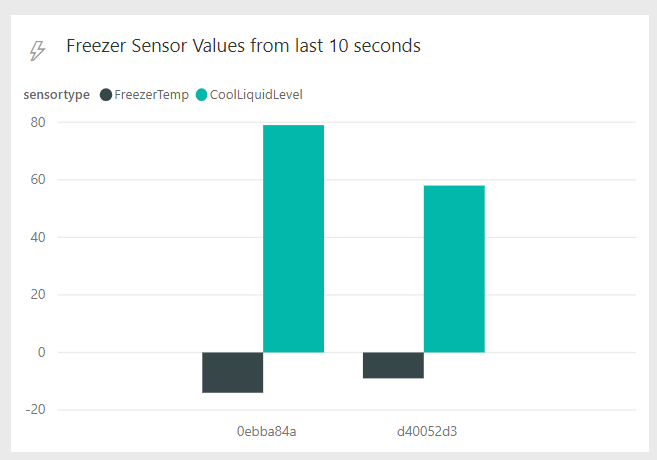 Freezer Sensor Values from last 10 seconds
sensortype FreezerTemp CoolLiquidLevel
80
60
40
20
0
-20
0ebba84a d40052d3